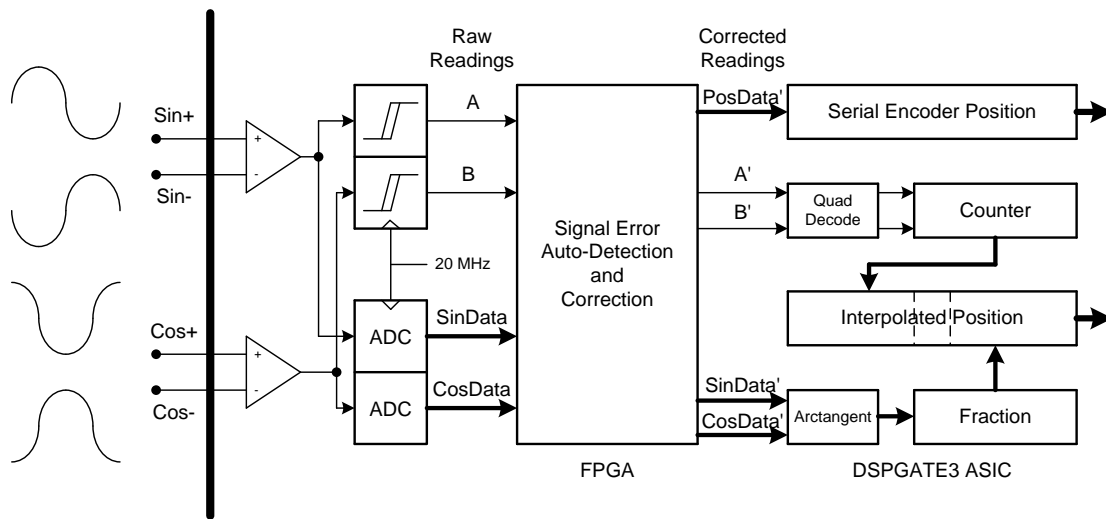 Raw
Readings
Corrected
Readings
Sin+
Sin-
+
-
A
B
PosData'
Serial Encoder Position
A'
B'
Quad
Decode
Counter
Signal Error
Auto-Detection
and
Correction
20 MHz
Cos+
Cos-
+
-
ADC
ADC
SinData
CosData
Interpolated Position
SinData'
CosData'
Arctangent
Fraction
FPGA
DSPGATE3 ASIC